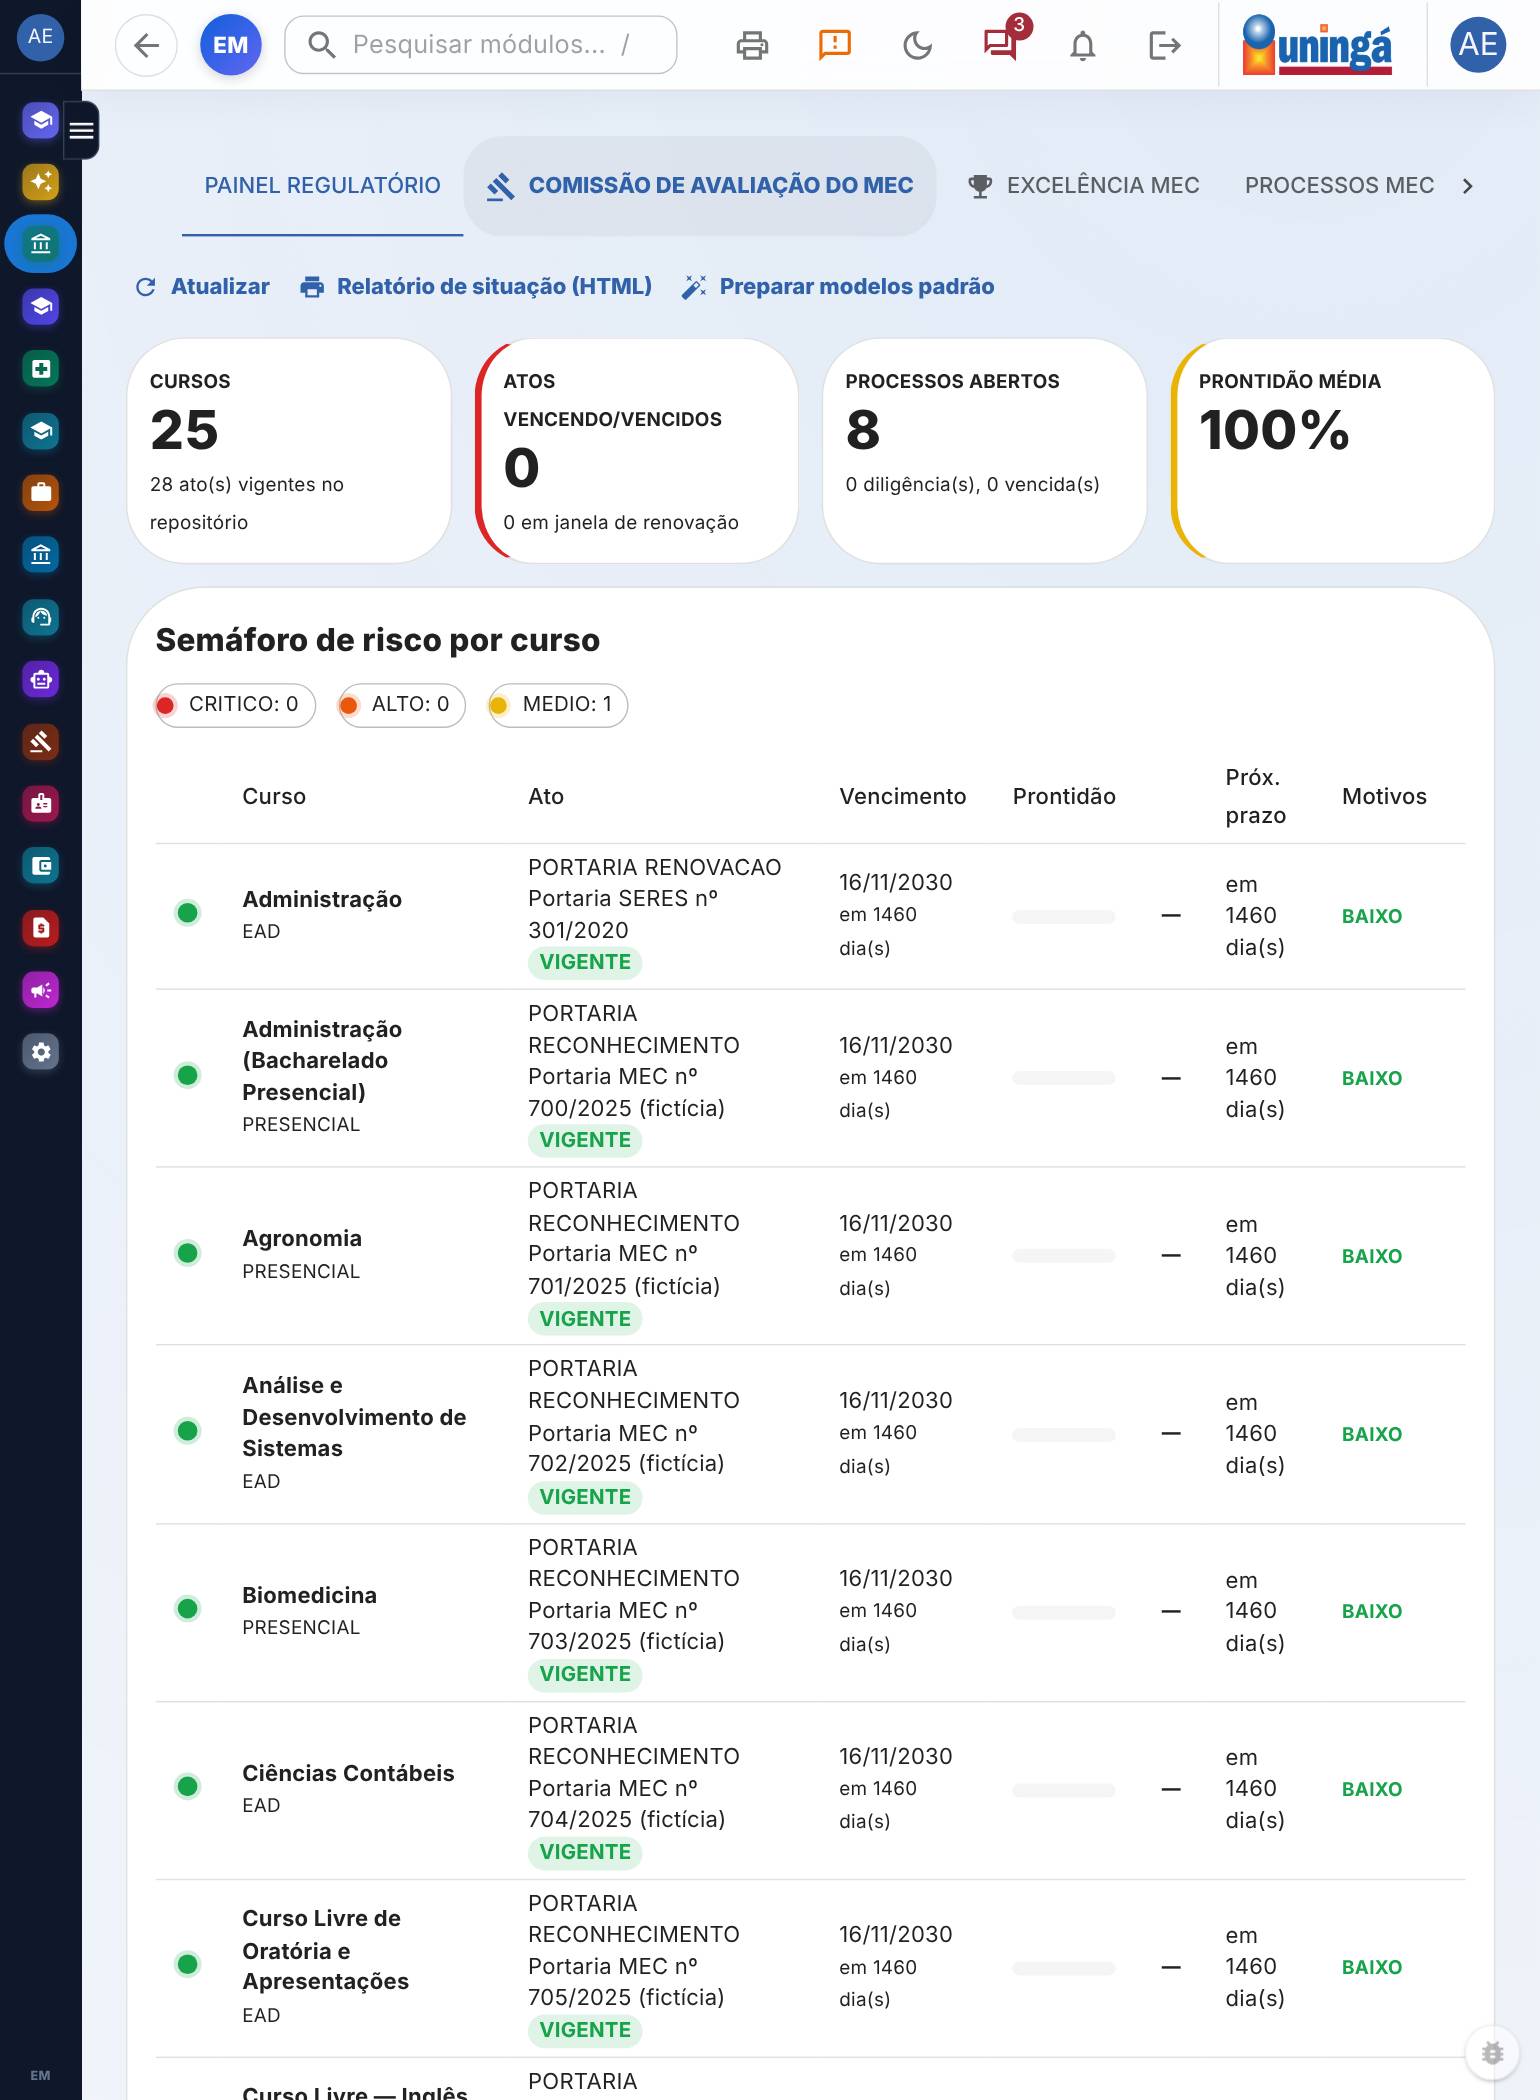 AE
EM
Pesquisar módulos... /
3
uningá
AE
PAINEL REGULATÓRIO
COMISSÃO DE AVALIAÇÃO DO MEC
EXCELÊNCIA MEC
PROCESSOS MEC
Atualizar
Relatório de situação (HTML)
Preparar modelos padrão
CURSOS
25
28 ato(s) vigentes no
repositório
ATOS
VENCENDO/VENCIDOS
0
0 em janela de renovação
PROCESSOS ABERTOS
8
0 diligência(s), 0 vencida(s)
PRONTIDÃO MÉDIA
100%
Semáforo de risco por curso
CRITICO: 0
ALTO: 0
MEDIO: 1
Curso
Ato
Vencimento
Prontidão
Próx.
prazo
Motivos
Administração
EAD
PORTARIA RENOVACAO
Portaria SERES nº
301/2020
VIGENTE
16/11/2030
em 1460
dia(s)
—
em
1460
dia(s)
BAIXO
Administração
(Bacharelado
Presencial)
PRESENCIAL
PORTARIA
RECONHECIMENTO
Portaria MEC nº
700/2025 (fictícia)
VIGENTE
16/11/2030
em 1460
dia(s)
—
em
1460
dia(s)
BAIXO
Agronomia
PRESENCIAL
PORTARIA
RECONHECIMENTO
Portaria MEC nº
701/2025 (fictícia)
VIGENTE
16/11/2030
em 1460
dia(s)
—
em
1460
dia(s)
BAIXO
Análise e
Desenvolvimento de
Sistemas
EAD
PORTARIA
RECONHECIMENTO
Portaria MEC nº
702/2025 (fictícia)
VIGENTE
16/11/2030
em 1460
dia(s)
—
em
1460
dia(s)
BAIXO
Biomedicina
PRESENCIAL
PORTARIA
RECONHECIMENTO
Portaria MEC nº
703/2025 (fictícia)
VIGENTE
16/11/2030
em 1460
dia(s)
—
em
1460
dia(s)
BAIXO
Ciências Contábeis
EAD
PORTARIA
RECONHECIMENTO
Portaria MEC nº
704/2025 (fictícia)
VIGENTE
16/11/2030
em 1460
dia(s)
—
em
1460
dia(s)
BAIXO
Curso Livre de
Oratória e
Apresentações
EAD
PORTARIA
RECONHECIMENTO
Portaria MEC nº
705/2025 (fictícia)
VIGENTE
16/11/2030
em 1460
dia(s)
—
em
1460
dia(s)
BAIXO
Curso Livre — Inglês
PORTARIA
EM